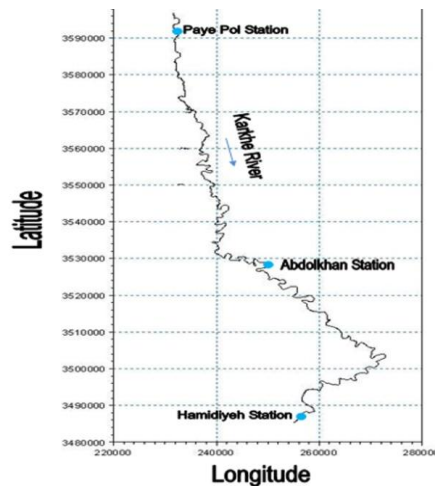 Paye Pol Station
3590000
3580000
3570000
Karkhe River
3560000
3550000
Latitude
3540000
3530000
Abdolkhan Station
3520000
3510000
3500000
3490000
Hamidiyeh Station
3480000
220000 240000 260000 280000
Longitude